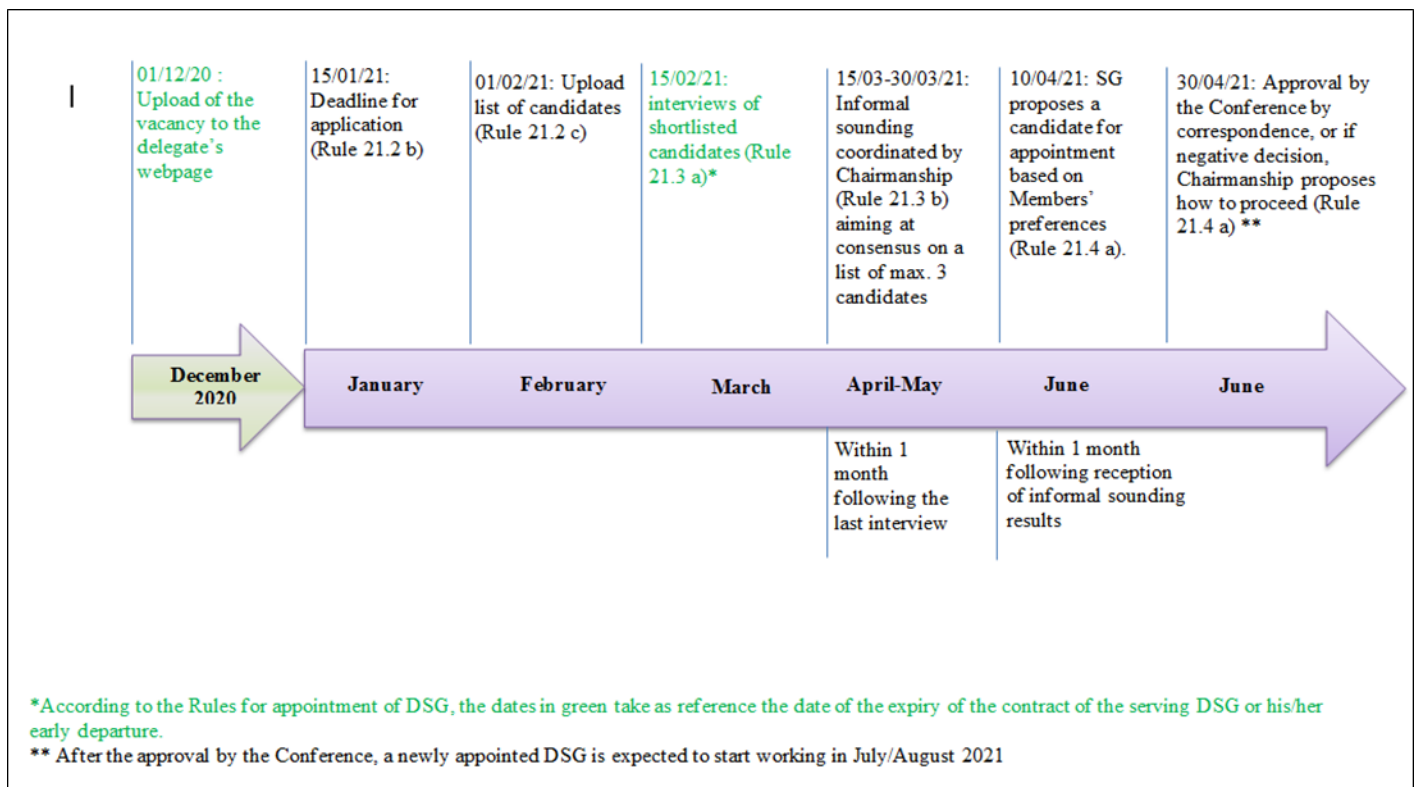 01/12/20 :
Upload of the
vacancy to the
delegate's
webpage
15/01/21:
Deadline for
application
(Rule 21.2 b)
01/02/21: Upload
list of candidates
(Rule 21.2 c)
15/02/21:
interviews of
shortlisted
candidates (Rule
21.3 a)*
15/03-30/03/21:
Informal
sounding
coordinated by
Chairmanship
(Rule 21.3 b)
aiming at
consensus on a
list of max. 3
candidates
10/04/21: SG
proposes a
candidate for
appointment
based on
Members'
preferences
(Rule 21.4 a).
30/04/21: Approval by
the Conference by
correspondence, or if
negative decision,
Chairmanship proposes
how to proceed (Rule
21.4 a) **
December
2020
January
February
March
April-May
June
June
Within 1
month
following the
last interview
Within 1 month
following reception
of informal sounding
results
*According to the Rules for appointment of DSG, the dates in green take as reference the date of the expiry of the contract of the serving DSG or his/her
early departure.
** After the approval by the Conference, a newly appointed DSG is expected to start working in July/August 2021